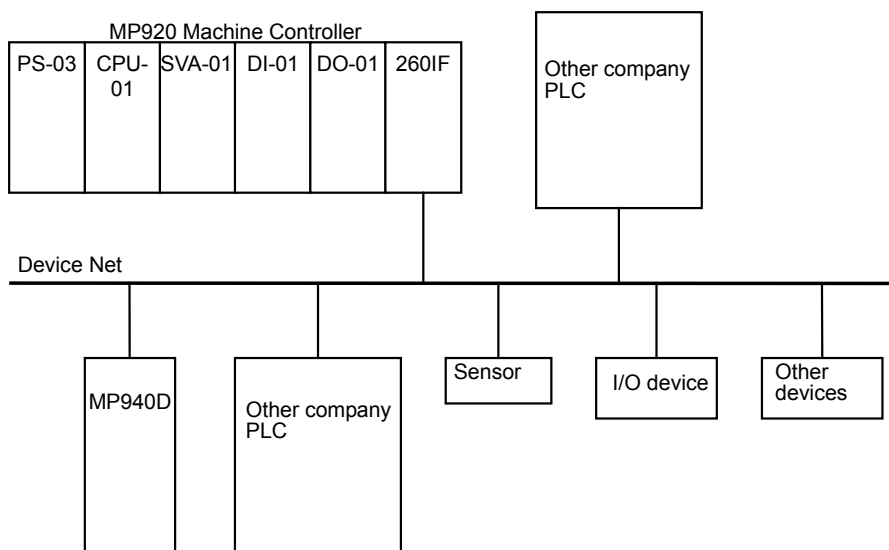 MP920 Machine Controller
PS-03
CPU-
01
SVA-01
DI-01
DO-01
260IF
Other company
PLC
Device Net
MP940D
Other company
PLC
Sensor
I/O device
Other
devices